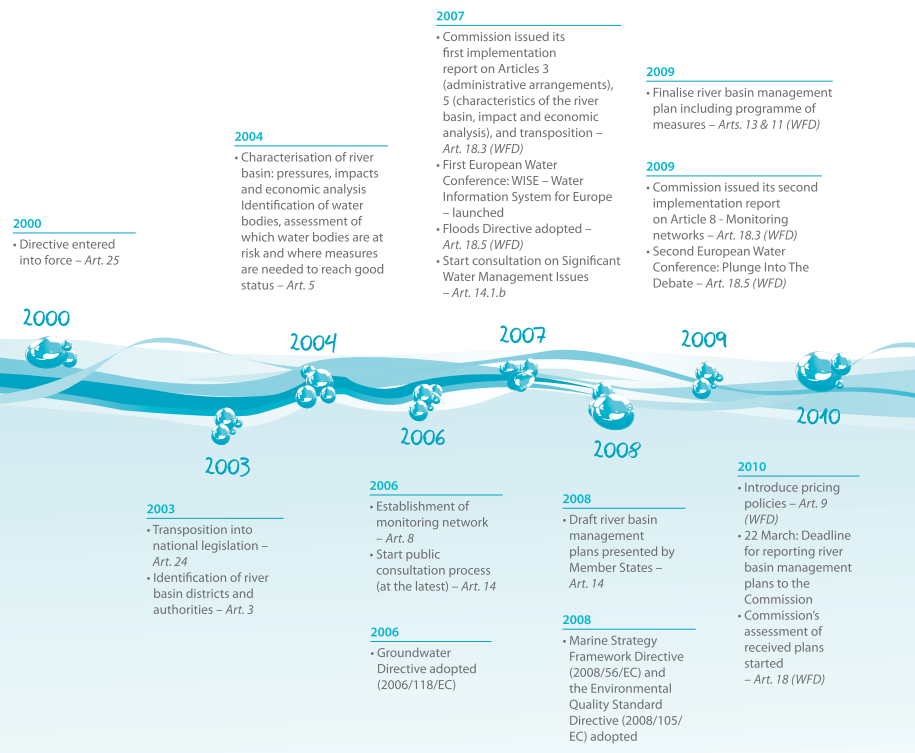 2007
• Commission issued its
first implementation
report on Articles 3
(administrative arrangements),
5 (characteristics of the river
basin, impact and economic
analysis), and transposition –
Art. 18.3 (WFD)
• First European Water
Conference: WISE – Water
Information System for Europe
– launched
• Floods Directive adopted –
Art. 18.5 (WFD)
• Start consultation on Significant
Water Management Issues
– Art. 14.1.b
2009
• Finalise river basin management
plan including programme of
measures – Arts. 13 & 11 (WFD)
2009
• Commission issued its second
implementation report
on Article 8 - Monitoring
networks – Art. 18.3 (WFD)
• Second European Water
Conference: Plunge Into The
Debate – Art. 18.5 (WFD)
2004
• Characterisation of river
basin: pressures, impacts
and economic analysis
Identification of water
bodies, assessment of
which water bodies are at
risk and where measures
are needed to reach good
status – Art. 5
2000
• Directive entered
into force – Art. 25
2000
2004
2007
2009
2003
2006
2008
2010
2003
• Transposition into
national legislation –
Art. 24
• Identification of river
basin districts and
authorities – Art. 3
2006
• Establishment of
monitoring network
– Art. 8
• Start public
consultation process
(at the latest) – Art. 14
2006
• Groundwater
Directive adopted
(2006/118/EC)
2008
• Draft river basin
management
plans presented by
Member States –
Art. 14
2008
• Marine Strategy
Framework Directive
(2008/56/EC) and
the Environmental
Quality Standard
Directive (2008/105/
EC) adopted
2010
• Introduce pricing
policies – Art. 9
(WFD)
• 22 March: Deadline
for reporting river
basin management
plans to the
Commission
• Commission's
assessment of
received plans
started
– Art. 18 (WFD)